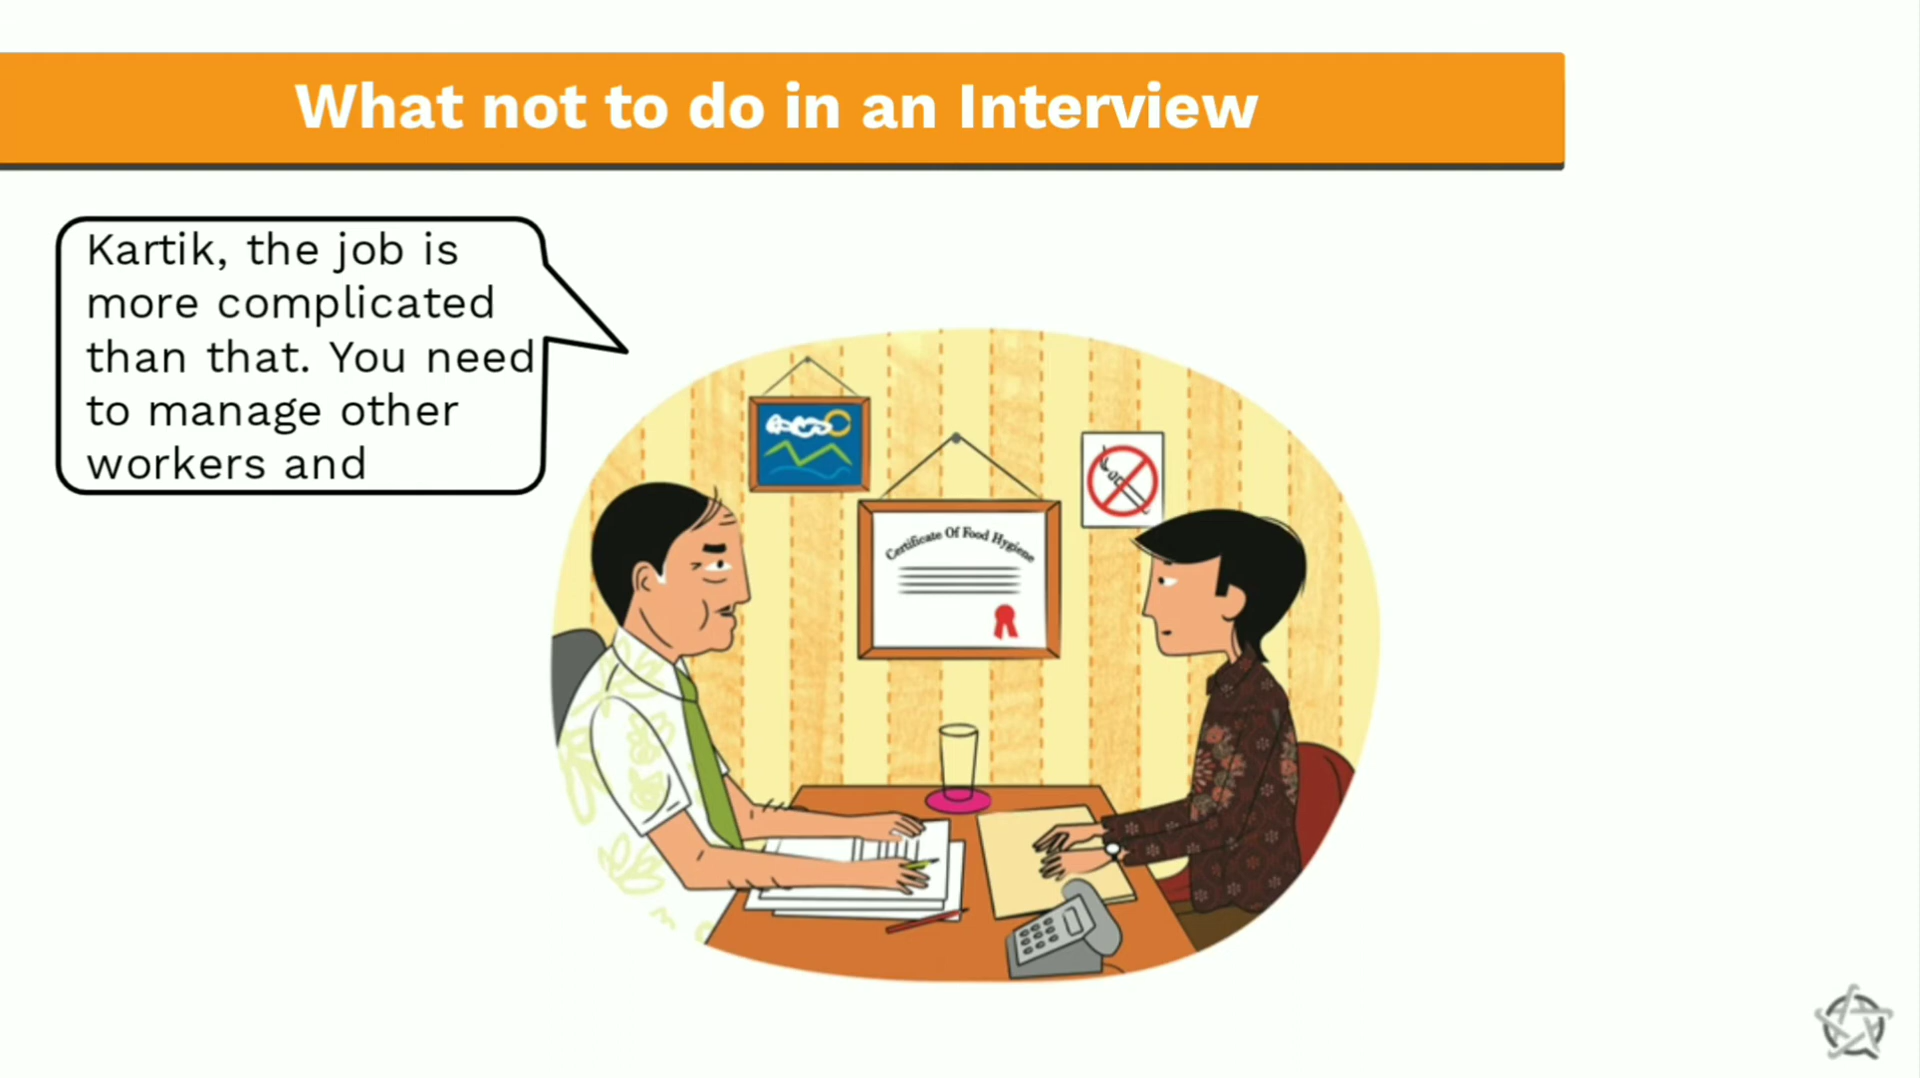 What not to do in an Interview
Kartik, the job is
more complicated
than that. You need
to manage other
workers and
Certificate Of Food Hygiene